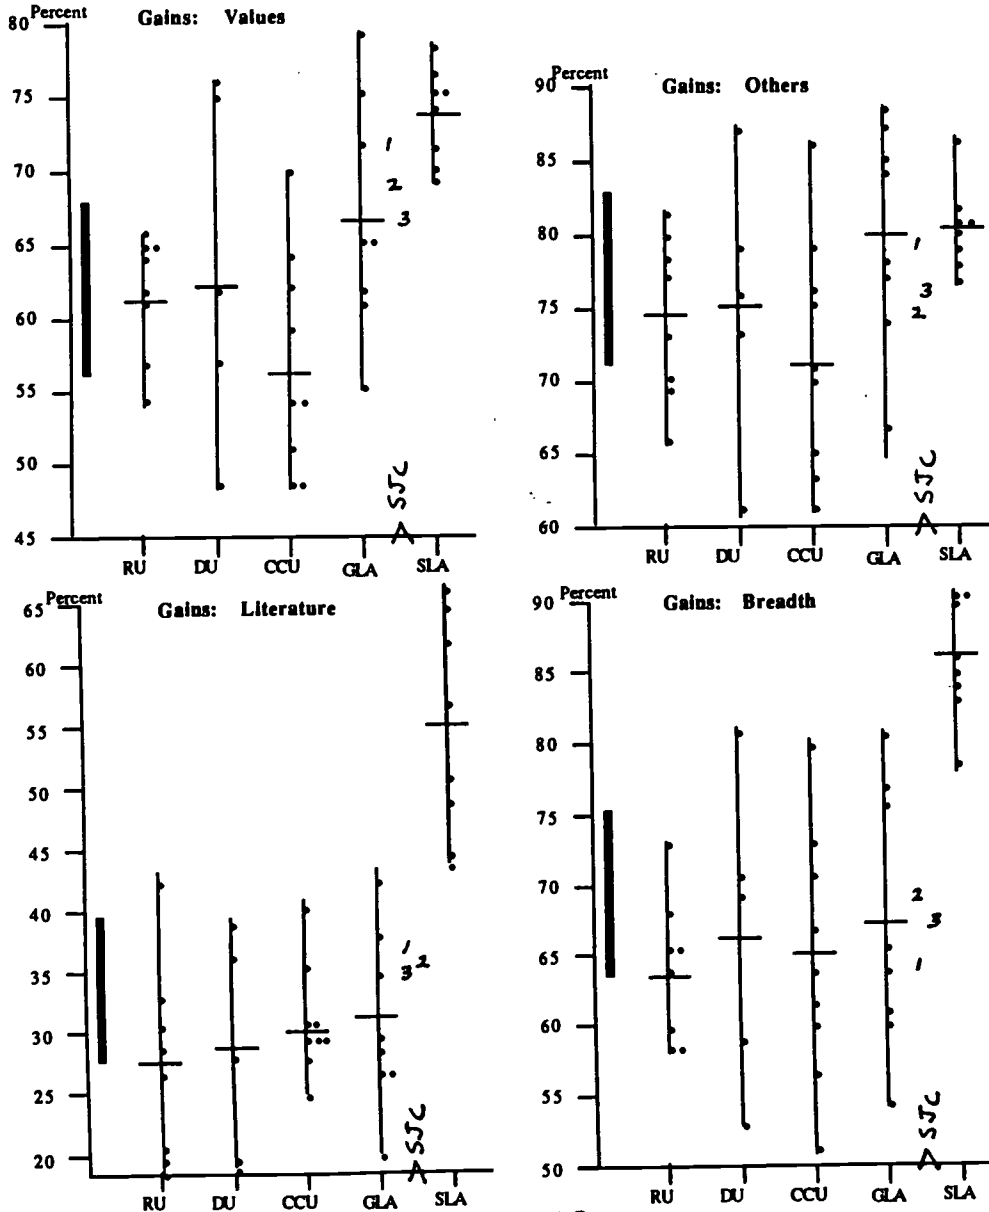 Percent
Gains: Values
80
75
70
65
60
55
50
45
1
2
3
SJC
RU DU CCU GLA SLA
Percent
Gains: Others
90
85
80
75
70
65
60
1
3
2
SJC
RU DU CCU GLA SLA
Percent
Gains: Literature
65
60
55
50
45
40
35
30
25
20
1
3 2
SJC
RU DU CCU GLA SLA
Percent
Gains: Breadth
90
85
80
75
70
65
60
55
50
2
3
1
SJC
RU DU CCU GLA SLA